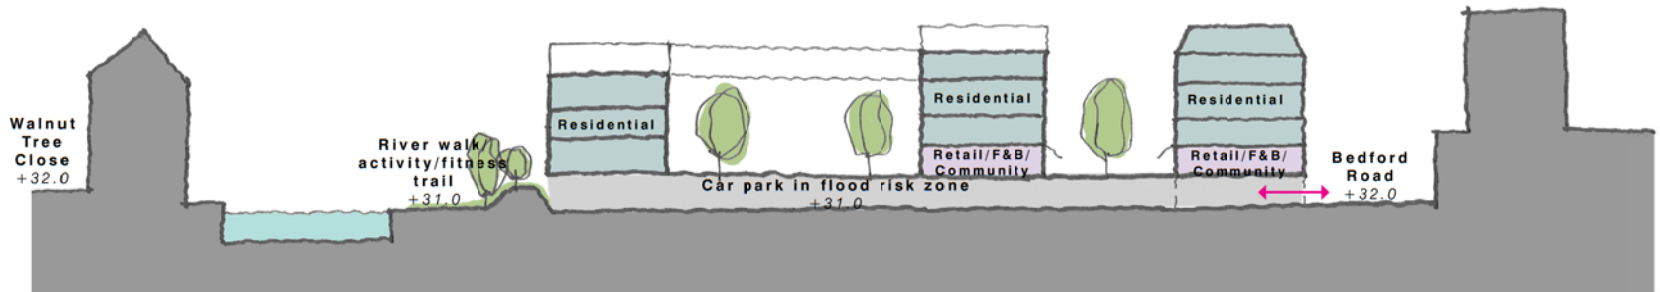 Walnut
Tree
Close
+32.0
River walk/
activity/fitness
trail
+31.0
Residential
Car park in flood risk zone
+31.0
Residential
Retail/F&B/
Community
Residential
Retail/F&B/
Community
Bedford
Road
+32.0